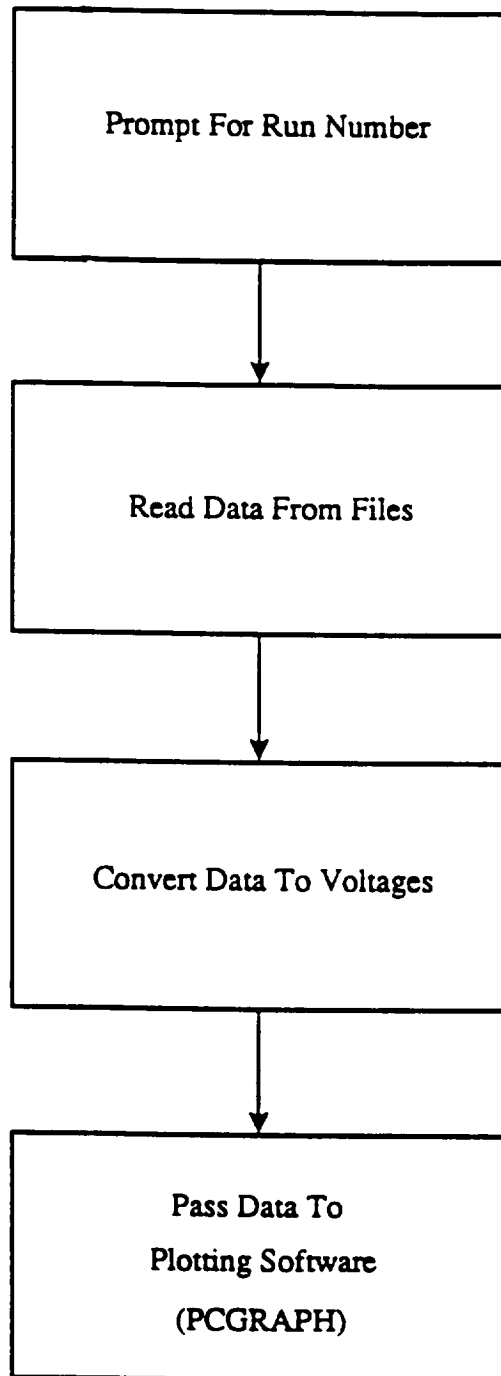 Prompt For Run Number
Read Data From Files
Convert Data To Voltages
Pass Data To
Plotting Software
(PCGRAPH)